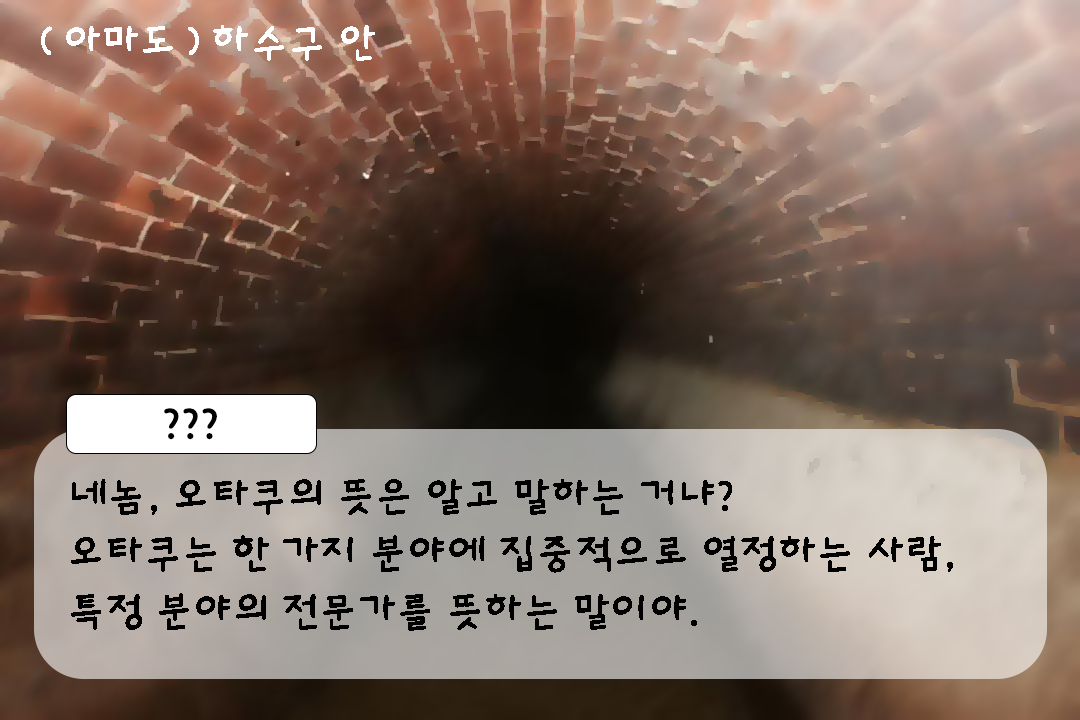 ( 아마도 ) 하수구 안
???
네놈, 오타쿠의 뜻은 알고 말하는 거냐?
오타쿠는 한 가지 분야에 집중적으로 열정하는 사람,
특정 분야의 전문가를 뜻하는 말이야.